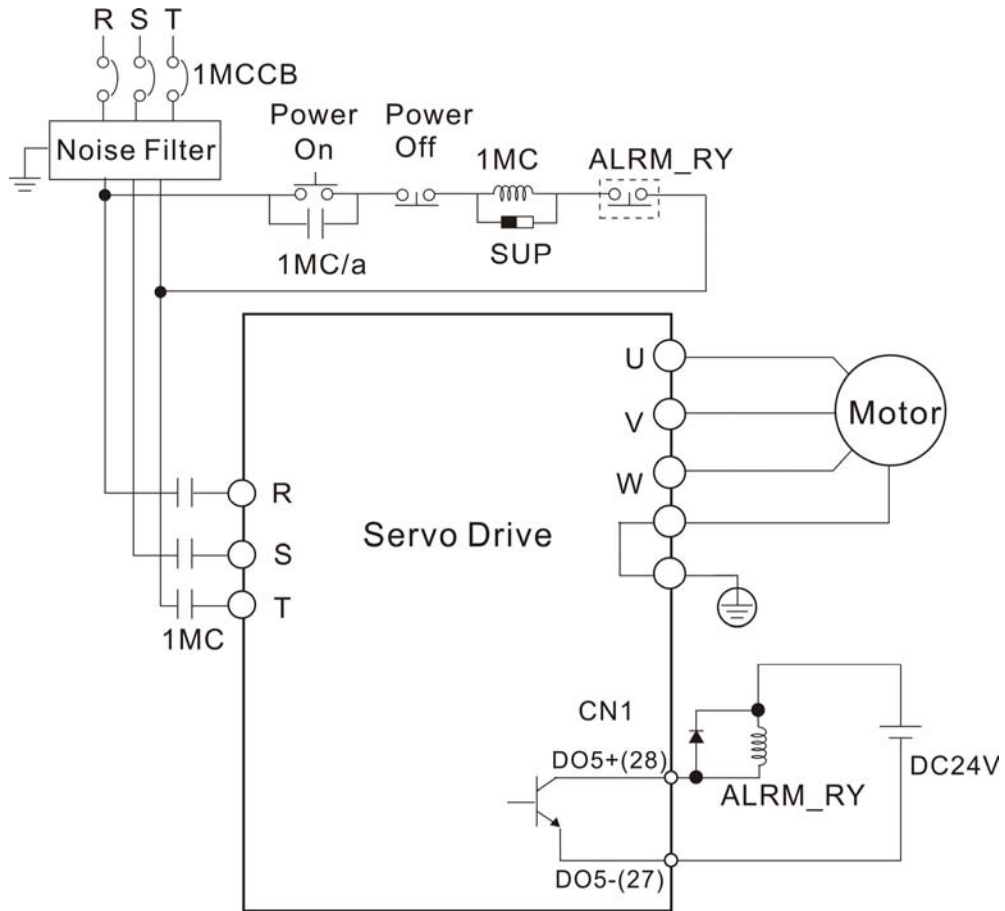 R S T
1MCCB
Noise Filter
Power
On
Power
Off
1MC
ALRM_RY
1MC/a
SUP
U
V
W
Motor
R
S
T
1MC
Servo Drive
CN1
DO5+(28)
ALRM_RY
DC24V
DO5-(27)